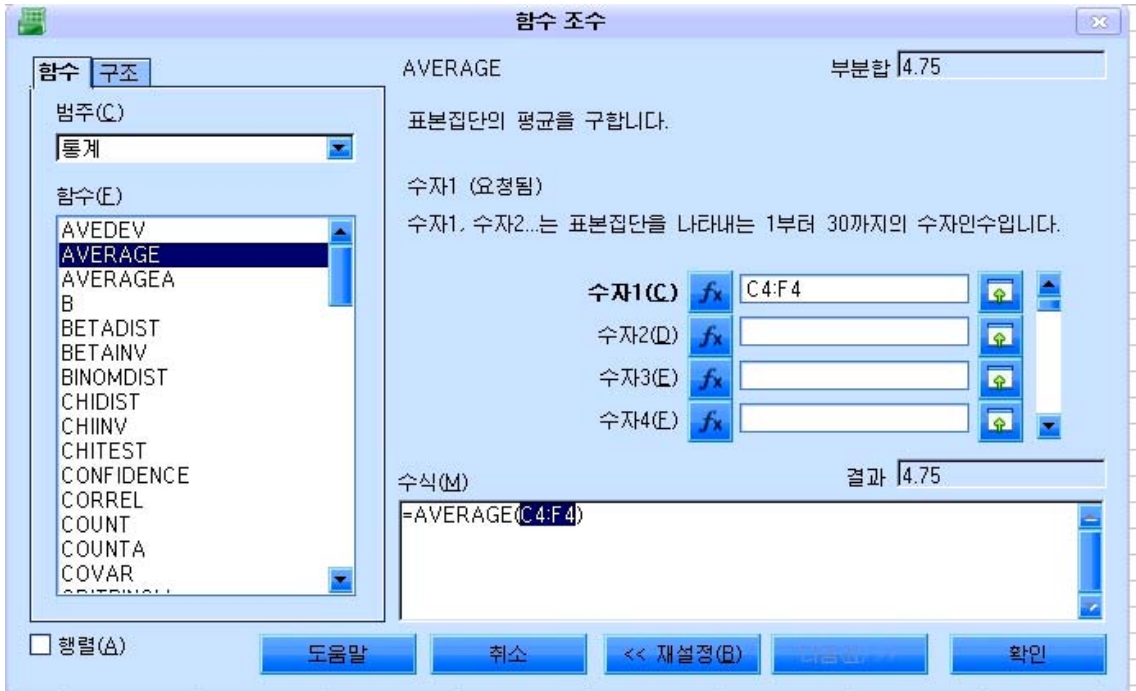 함수 조수
함수 구조
AVERAGE
부분합 4.75
범주(C)
통계
표본집단의 평균을 구합니다.
함수(F)
수자1 (요청됨)
수자1, 수자2...는 표본집단을 나타내는 1부터 30까지의 수자인수입니다.
AVEDEV
AVERAGE
AVERAGEA
B
BETADIST
BETAINV
BINOMDIST
CHIDIST
CHIINV
CHITEST
CONFIDENCE
CORREL
COUNT
COUNTA
COVAR
수자1(C) fx C4:F4
수자2(D) fx
수자3(E) fx
수자4(F) fx
수식(M)
결과 4.75
=AVERAGE(C4:F4)
행렬(A)
도움말
취소
<< 재설정(B)
확인